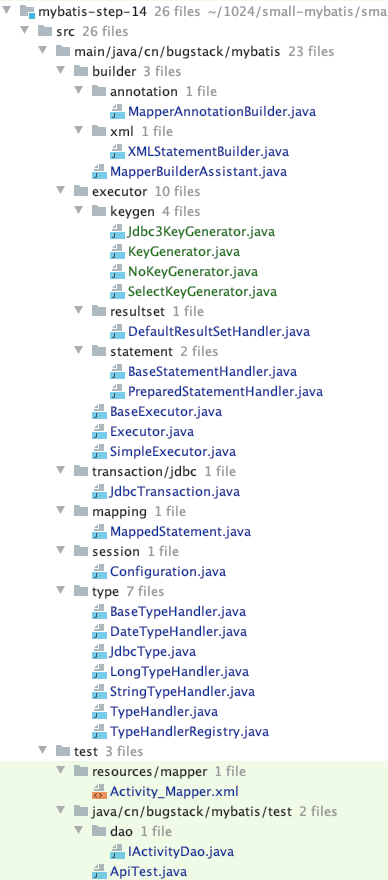 mybatis-step-14 26 files ~/1024/small-mybatis/sma
src 26 files
main/java/cn/bugstack/mybatis 23 files
builder 3 files
annotation 1 file
MapperAnnotationBuilder.java
xml 1 file
XMLStatementBuilder.java
MapperBuilderAssistant.java
executor 10 files
keygen 4 files
Jdbc3KeyGenerator.java
KeyGenerator.java
NoKeyGenerator.java
SelectKeyGenerator.java
resultset 1 file
DefaultResultSetHandler.java
statement 2 files
BaseStatementHandler.java
PreparedStatementHandler.java
BaseExecutor.java
Executor.java
SimpleExecutor.java
transaction/jdbc 1 file
JdbcTransaction.java
mapping 1 file
MappedStatement.java
session 1 file
Configuration.java
type 7 files
BaseTypeHandler.java
DateTypeHandler.java
JdbcType.java
LongTypeHandler.java
StringTypeHandler.java
TypeHandler.java
TypeHandlerRegistry.java
test 3 files
resources/mapper 1 file
Activity_Mapper.xml
java/cn/bugstack/mybatis/test 2 files
dao 1 file
IActivityDao.java
ApiTest.java